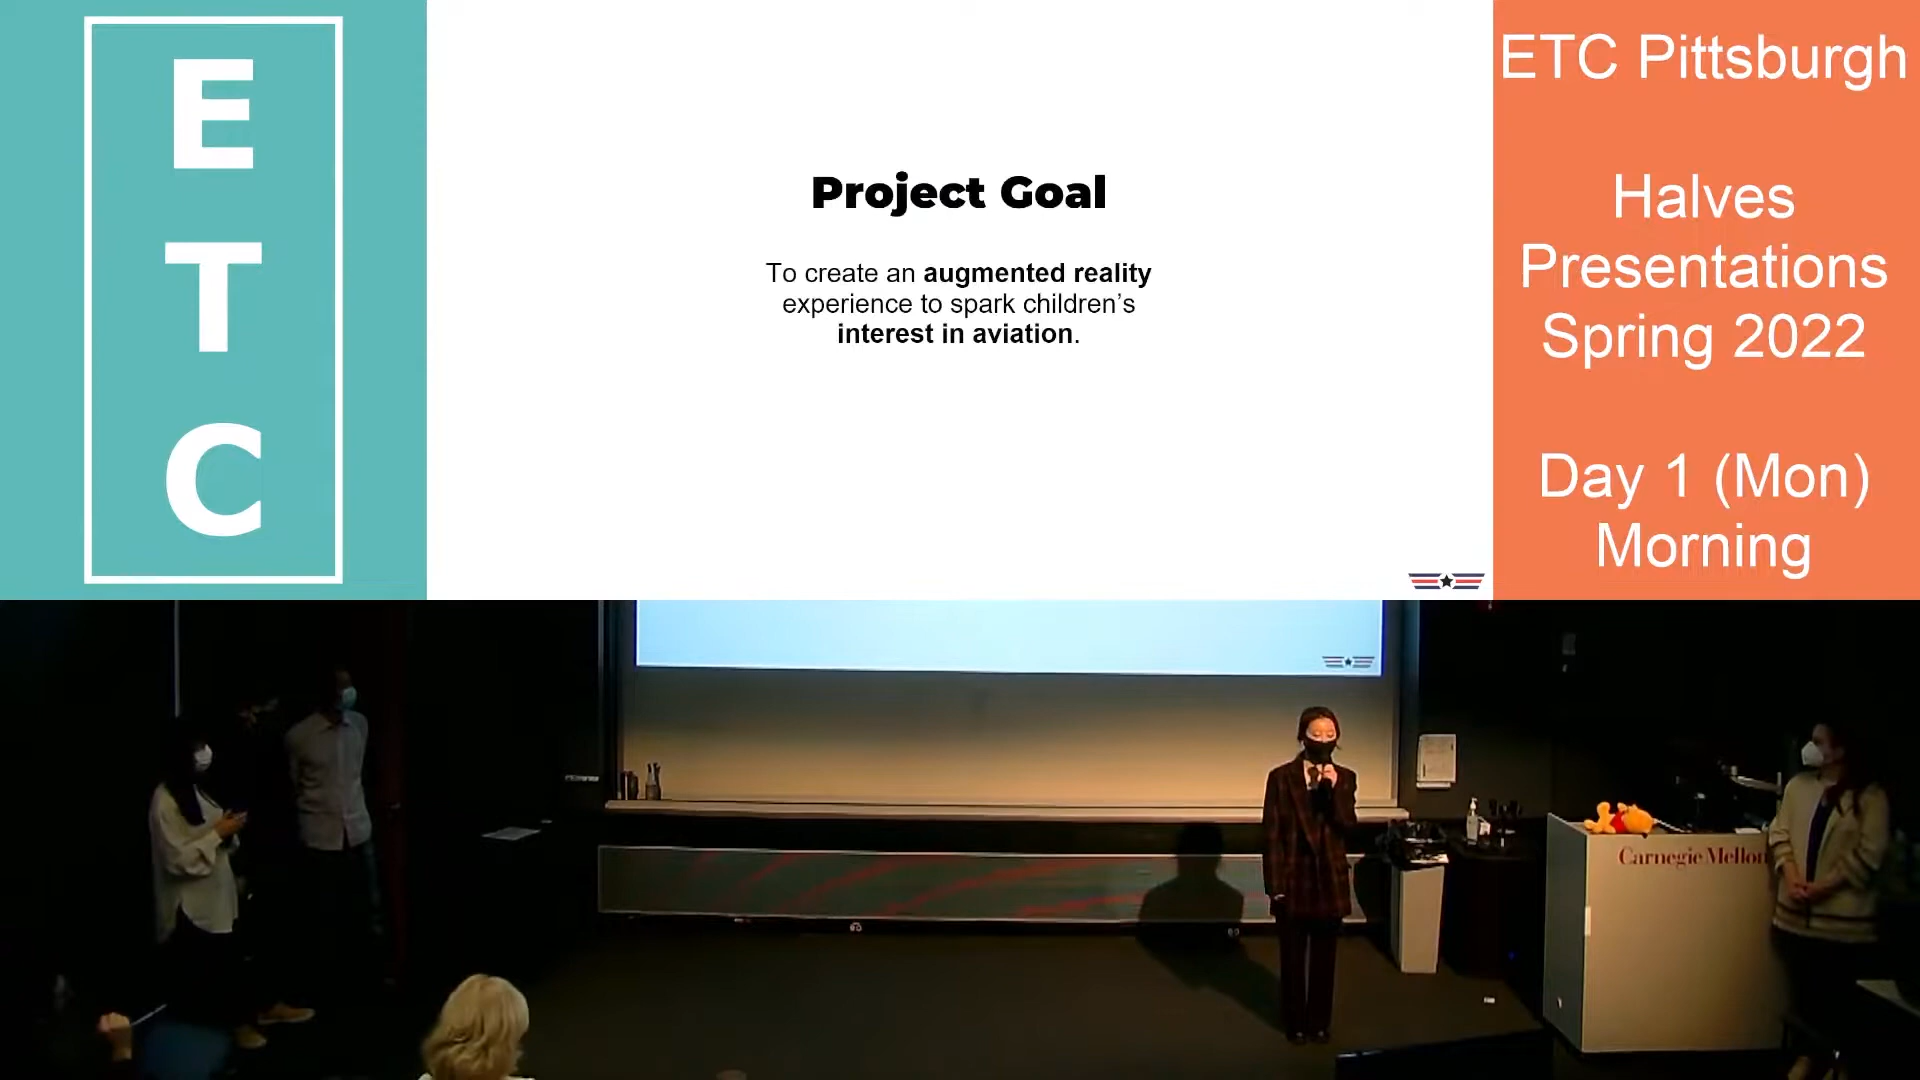 E
T
C
Project Goal
To create an augmented reality
experience to spark children’s
interest in aviation.
ETC Pittsburgh
Halves
Presentations
Spring 2022
Day 1 (Mon)
Morning
Carnegie Mellon